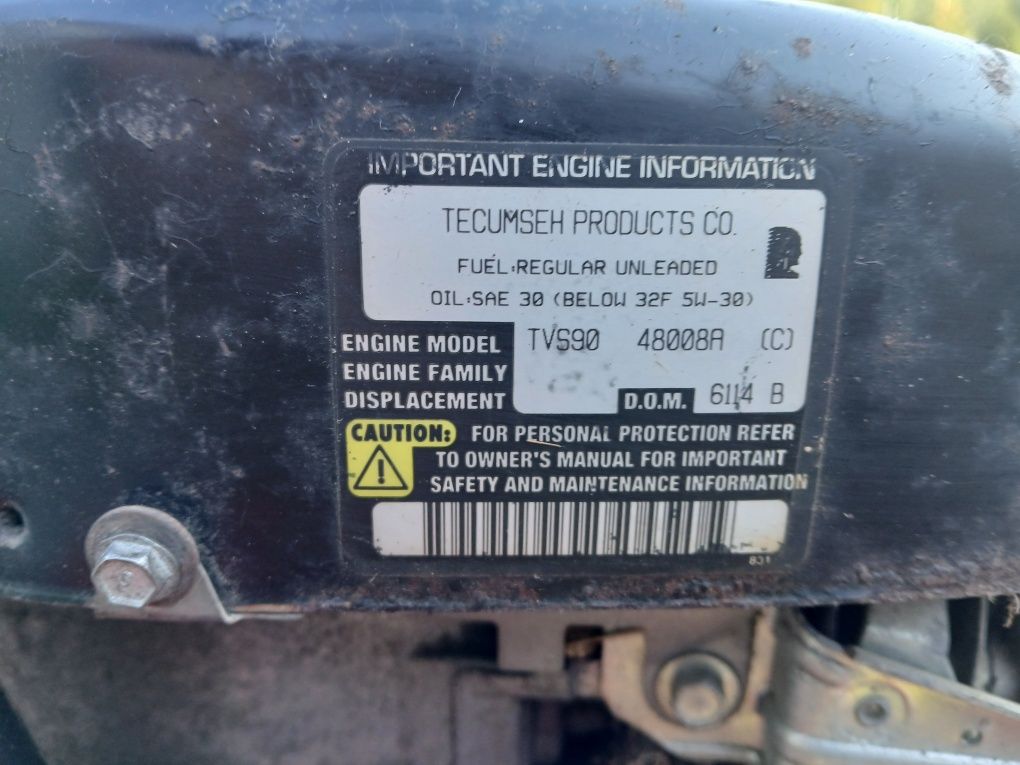 IMPORTANT ENGINE INFORMATION
TECUMSEH PRODUCTS CO.
FUEL:REGULAR UNLEADED
OIL:SAE 30 (BELOW 32F 5W-30)
ENGINE MODEL TVS90 48008A (C)
ENGINE FAMILY
DISPLACEMENT D.O.M. 6114 B
CAUTION: FOR PERSONAL PROTECTION REFER
TO OWNER'S MANUAL FOR IMPORTANT
SAFETY AND MAINTENANCE INFORMATION
831